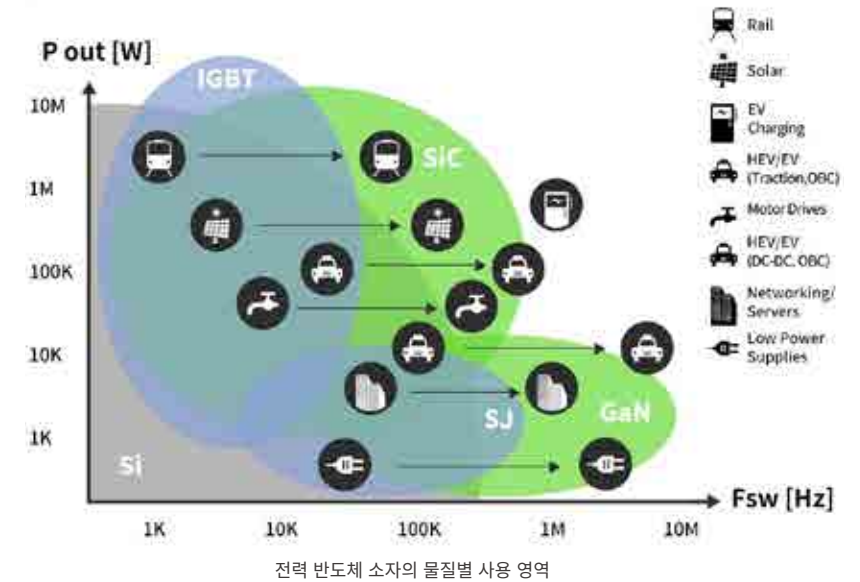 P out [W]
10M
1M
100K
10K
1K
IGBT
SiC
SJ
GaN
Si
1K
10K
100K
1M
10M
Fsw [Hz]
Rail
Solar
EV
Charging
HEV/EV
(Traction,OBC)
Motor Drives
HEV/EV
(DC-DC, OBC)
Networking/
Servers
Low Power
Supplies
전력 반도체 소자의 물질별 사용 영역